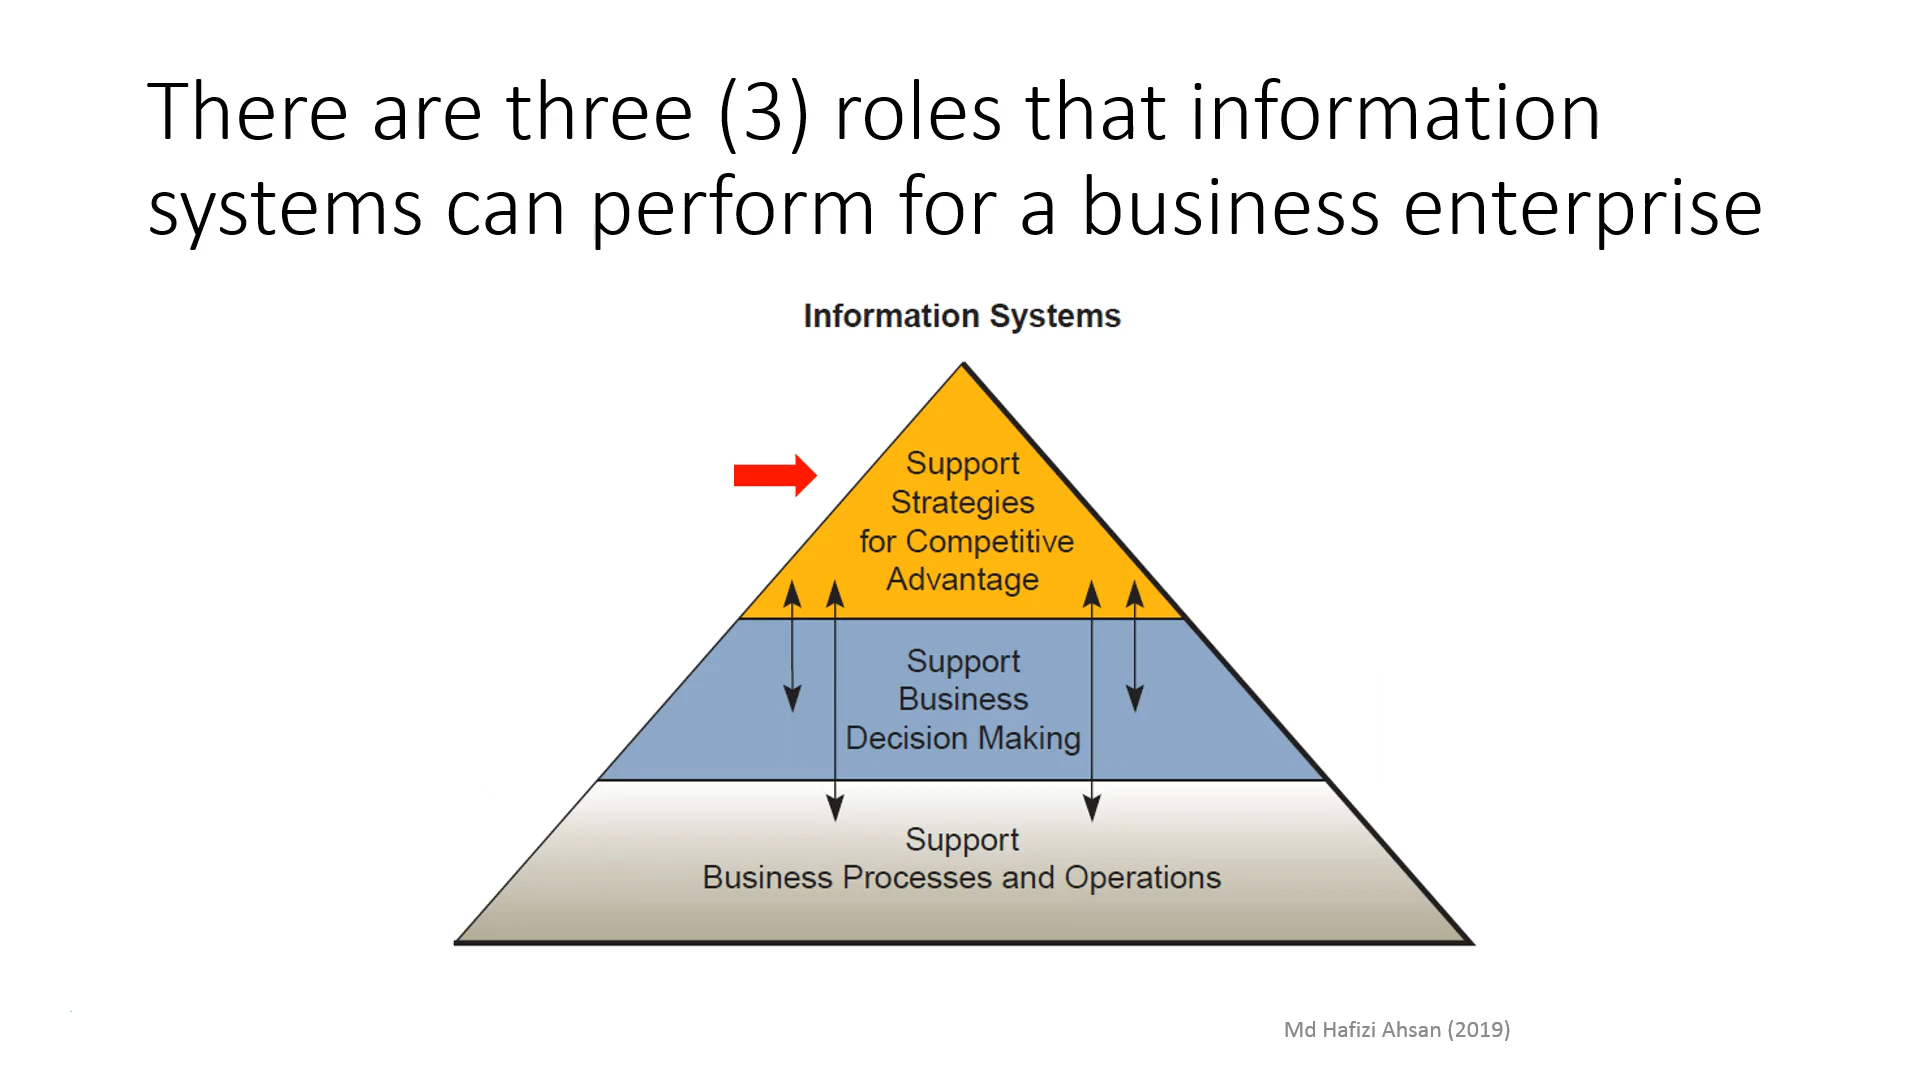 There are three (3) roles that information
systems can perform for a business enterprise
Information Systems
Support
Strategies
for Competitive
Advantage
Support
Business
Decision Making
Support
Business Processes and Operations
Md Hafizi Ahsan (2019)